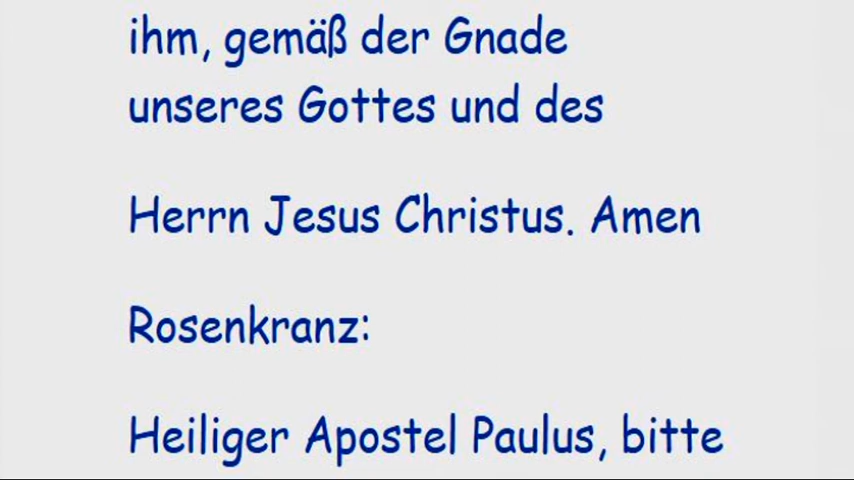 ihm, gemäß der Gnade
unseres Gottes und des
Herrn Jesus Christus. Amen
Rosenkranz:
Heiliger Apostel Paulus, bitte